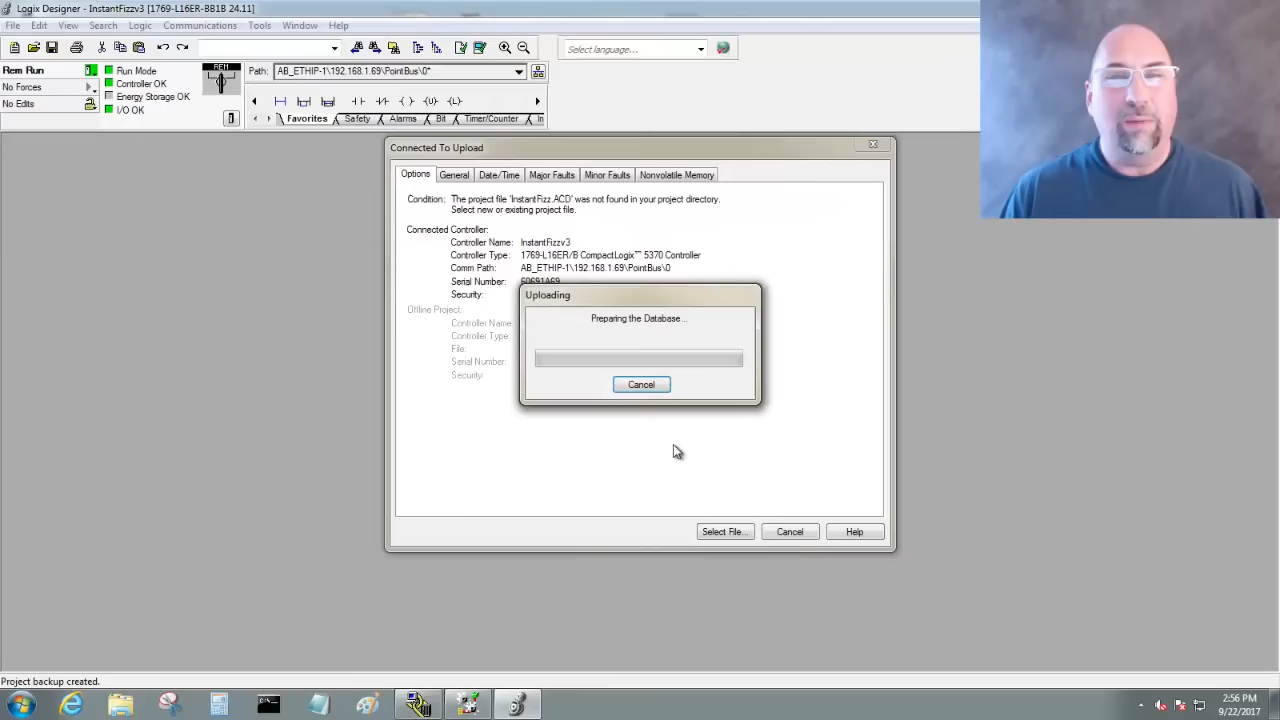 Logix Designer - InstantFizzv3 [1769-L16ER-BB1B 24.11]
File Edit View Search Logic Communications Tools Window Help
Select language...
Rem Run
No Forces
No Edits
Run Mode
Controller OK
Energy Storage OK
I/O OK
REM
Path: AB_ETHIP-1\192.168.1.69\PointBus\0*
Favorites Safety Alarms Bit Timer/Counter In
Connected To Upload
Options General Date/Time Major Faults Minor Faults Nonvolatile Memory
Condition: The project file 'InstantFizz.ACD' was not found in your project directory.
Select new or existing project file.
Connected Controller:
Controller Name: InstantFizzv3
Controller Type: 1769-L16ER/B CompactLogix™ 5370 Controller
Comm Path: AB_ETHIP-1\192.168.1.69\PointBus\0
Serial Number: 60691A69
Security:
Offline Project:
Controller Name
Controller Type:
File:
Serial Number:
Security
Uploading
Preparing the Database...
Cancel
Select File... Cancel Help
Project backup created.
2:56 PM
9/22/2017